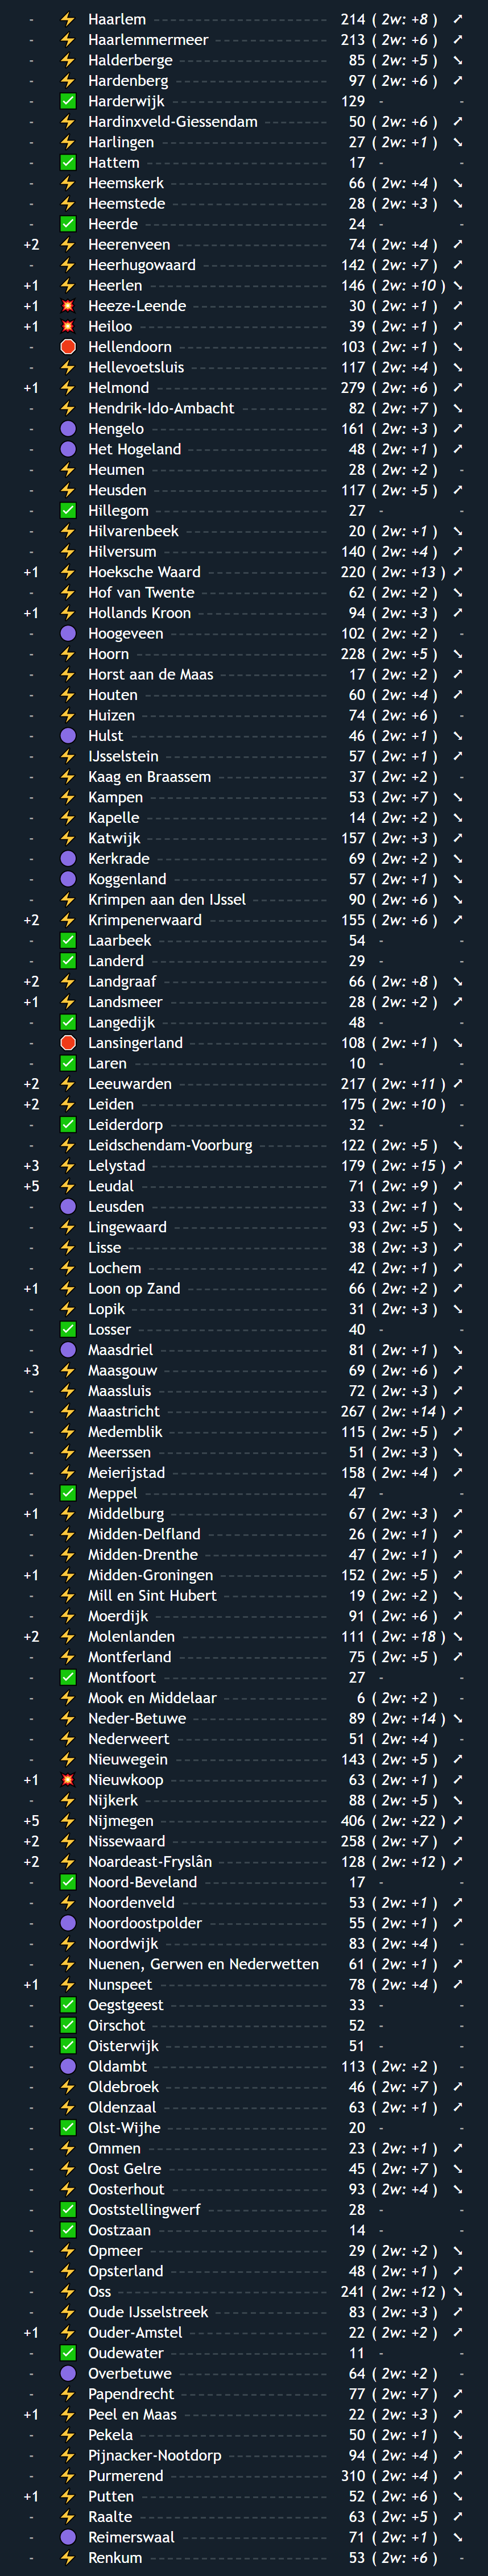 - ⚡ Haarlem 214 ( 2w: +8 ) ➚
- ⚡ Haarlemmermeer 213 ( 2w: +6 ) ➚
- ⚡ Halderberge 85 ( 2w: +5 ) ➘
- ⚡ Hardenberg 97 ( 2w: +6 ) ➚
- ✅ Harderwijk 129 - -
- ⚡ Hardinxveld-Giessendam 50 ( 2w: +6 ) ➚
- ⚡ Harlingen 27 ( 2w: +1 ) ➘
- ✅ Hattem 17 - -
- ⚡ Heemskerk 66 ( 2w: +4 ) ➘
- ⚡ Heemstede 28 ( 2w: +3 ) ➘
- ✅ Heerde 24 - -
+2 ⚡ Heerenveen 74 ( 2w: +4 ) ➚
- ⚡ Heerhugowaard 142 ( 2w: +7 ) ➚
+1 ⚡ Heerlen 146 ( 2w: +10 ) ➘
+1 💥 Heeze-Leende 30 ( 2w: +1 ) ➚
+1 💥 Heiloo 39 ( 2w: +1 ) ➚
- 🛑 Hellendoorn 103 ( 2w: +1 ) ➘
- ⚡ Hellevoetsluis 117 ( 2w: +4 ) ➘
+1 ⚡ Helmond 279 ( 2w: +6 ) ➚
- ⚡ Hendrik-Ido-Ambacht 82 ( 2w: +7 ) ➘
- 🟣 Hengelo 161 ( 2w: +3 ) ➚
- 🟣 Het Hogeland 48 ( 2w: +1 ) ➚
- ⚡ Heumen 28 ( 2w: +2 ) -
- ⚡ Heusden 117 ( 2w: +5 ) ➚
- ✅ Hillegom 27 - -
- ⚡ Hilvarenbeek 20 ( 2w: +1 ) ➘
- ⚡ Hilversum 140 ( 2w: +4 ) ➚
+1 ⚡ Hoeksche Waard 220 ( 2w: +13 ) ➚
- ⚡ Hof van Twente 62 ( 2w: +2 ) ➘
+1 ⚡ Hollands Kroon 94 ( 2w: +3 ) ➚
- 🟣 Hoogeveen 102 ( 2w: +2 ) -
- ⚡ Hoorn 228 ( 2w: +5 ) ➘
- ⚡ Horst aan de Maas 17 ( 2w: +2 ) ➚
- ⚡ Houten 60 ( 2w: +4 ) ➚
- ⚡ Huizen 74 ( 2w: +6 ) -
- 🟣 Hulst 46 ( 2w: +1 ) ➘
- ⚡ IJsselstein 57 ( 2w: +1 ) ➚
- ⚡ Kaag en Braassem 37 ( 2w: +2 ) -
- ⚡ Kampen 53 ( 2w: +7 ) ➘
- ⚡ Kapelle 14 ( 2w: +2 ) ➘
- ⚡ Katwijk 157 ( 2w: +3 ) ➚
- 🟣 Kerkrade 69 ( 2w: +2 ) ➘
- 🟣 Koggenland 57 ( 2w: +1 ) ➘
- ⚡ Krimpen aan den IJssel 90 ( 2w: +6 ) ➘
+2 ⚡ Krimpenerwaard 155 ( 2w: +6 ) ➚
- ✅ Laarbeek 54 - -
- ✅ Landerd 29 - -
+2 ⚡ Landgraaf 66 ( 2w: +8 ) ➘
+1 ⚡ Landsmeer 28 ( 2w: +2 ) ➚
- ✅ Langedijk 48 - -
- 🛑 Lansingerland 108 ( 2w: +1 ) ➘
- ✅ Laren 10 - -
+2 ⚡ Leeuwarden 217 ( 2w: +11 ) ➚
+2 ⚡ Leiden 175 ( 2w: +10 ) -
- ✅ Leiderdorp 32 - -
- ⚡ Leidschendam-Voorburg 122 ( 2w: +5 ) ➘
+3 ⚡ Lelystad 179 ( 2w: +15 ) ➚
+5 ⚡ Leudal 71 ( 2w: +9 ) ➚
- 🟣 Leusden 33 ( 2w: +1 ) ➘
- ⚡ Lingewaard 93 ( 2w: +5 ) ➘
- ⚡ Lisse 38 ( 2w: +3 ) ➚
- ⚡ Lochem 42 ( 2w: +1 ) ➚
+1 ⚡ Loon op Zand 66 ( 2w: +2 ) ➚
- ⚡ Lopik 31 ( 2w: +3 ) ➘
- ✅ Losser 40 - -
- 🟣 Maasdriel 81 ( 2w: +1 ) ➘
+3 ⚡ Maasgouw 69 ( 2w: +6 ) ➚
- ⚡ Maassluis 72 ( 2w: +3 ) ➚
- ⚡ Maastricht 267 ( 2w: +14 ) ➚
- ⚡ Medemblik 115 ( 2w: +5 ) ➚
- ⚡ Meerssen 51 ( 2w: +3 ) ➘
- ⚡ Meierijstad 158 ( 2w: +4 ) ➚
- ✅ Meppel 47 - -
+1 ⚡ Middelburg 67 ( 2w: +3 ) ➚
- ⚡ Midden-Delfland 26 ( 2w: +1 ) ➚
- ⚡ Midden-Drenthe 47 ( 2w: +1 ) ➚
+1 ⚡ Midden-Groningen 152 ( 2w: +5 ) ➚
- ⚡ Mill en Sint Hubert 19 ( 2w: +2 ) ➘
- ⚡ Moerdijk 91 ( 2w: +6 ) ➚
+2 ⚡ Molenlanden 111 ( 2w: +18 ) ➘
- ⚡ Montferland 75 ( 2w: +5 ) ➚
- ✅ Montfoort 27 - -
- ⚡ Mook en Middelaar 6 ( 2w: +2 ) -
- ⚡ Neder-Betuwe 89 ( 2w: +14 ) ➘
- ⚡ Nederweert 51 ( 2w: +4 ) -
- ⚡ Nieuwegein 143 ( 2w: +5 ) ➚
+1 💥 Nieuwkoop 63 ( 2w: +1 ) ➚
- ⚡ Nijkerk 88 ( 2w: +5 ) ➘
+5 ⚡ Nijmegen 406 ( 2w: +22 ) ➚
+2 ⚡ Nissewaard 258 ( 2w: +7 ) ➚
+2 ⚡ Noardeast-Fryslân 128 ( 2w: +12 ) ➚
- ✅ Noord-Beveland 17 - -
- ⚡ Noordenveld 53 ( 2w: +1 ) ➚
- 🟣 Noordoostpolder 55 ( 2w: +1 ) ➚
- ⚡ Noordwijk 83 ( 2w: +4 ) -
- ⚡ Nuenen, Gerwen en Nederwetten 61 ( 2w: +1 ) ➚
+1 ⚡ Nunspeet 78 ( 2w: +4 ) ➚
- ✅ Oegstgeest 33 - -
- ✅ Oirschot 52 - -
- ✅ Oisterwijk 51 - -
- 🟣 Oldambt 113 ( 2w: +2 ) -
- ⚡ Oldebroek 46 ( 2w: +7 ) ➚
- ⚡ Oldenzaal 63 ( 2w: +1 ) ➚
- ✅ Olst-Wijhe 20 - -
- ⚡ Ommen 23 ( 2w: +1 ) ➚
- ⚡ Oost Gelre 45 ( 2w: +7 ) ➘
- ⚡ Oosterhout 93 ( 2w: +4 ) ➘
- ✅ Ooststellingwerf 28 - -
- ✅ Oostzaan 14 - -
- ⚡ Opmeer 29 ( 2w: +2 ) ➘
- ⚡ Opsterland 48 ( 2w: +1 ) ➚
- ⚡ Oss 241 ( 2w: +12 ) ➘
- ⚡ Oude IJsselstreek 83 ( 2w: +3 ) ➚
+1 ⚡ Ouder-Amstel 22 ( 2w: +2 ) ➚
- ✅ Oudewater 11 - -
- 🟣 Overbetuwe 64 ( 2w: +2 ) -
- ⚡ Papendrecht 77 ( 2w: +7 ) ➚
+1 ⚡ Peel en Maas 22 ( 2w: +3 ) ➚
- ⚡ Pekela 50 ( 2w: +1 ) ➘
- ⚡ Pijnacker-Nootdorp 94 ( 2w: +4 ) ➚
- ⚡ Purmerend 310 ( 2w: +4 ) ➚
+1 ⚡ Putten 52 ( 2w: +6 ) ➘
- ⚡ Raalte 63 ( 2w: +5 ) ➚
- 🟣 Reimerswaal 71 ( 2w: +1 ) ➘
- ⚡ Renkum 53 ( 2w: +6 ) -